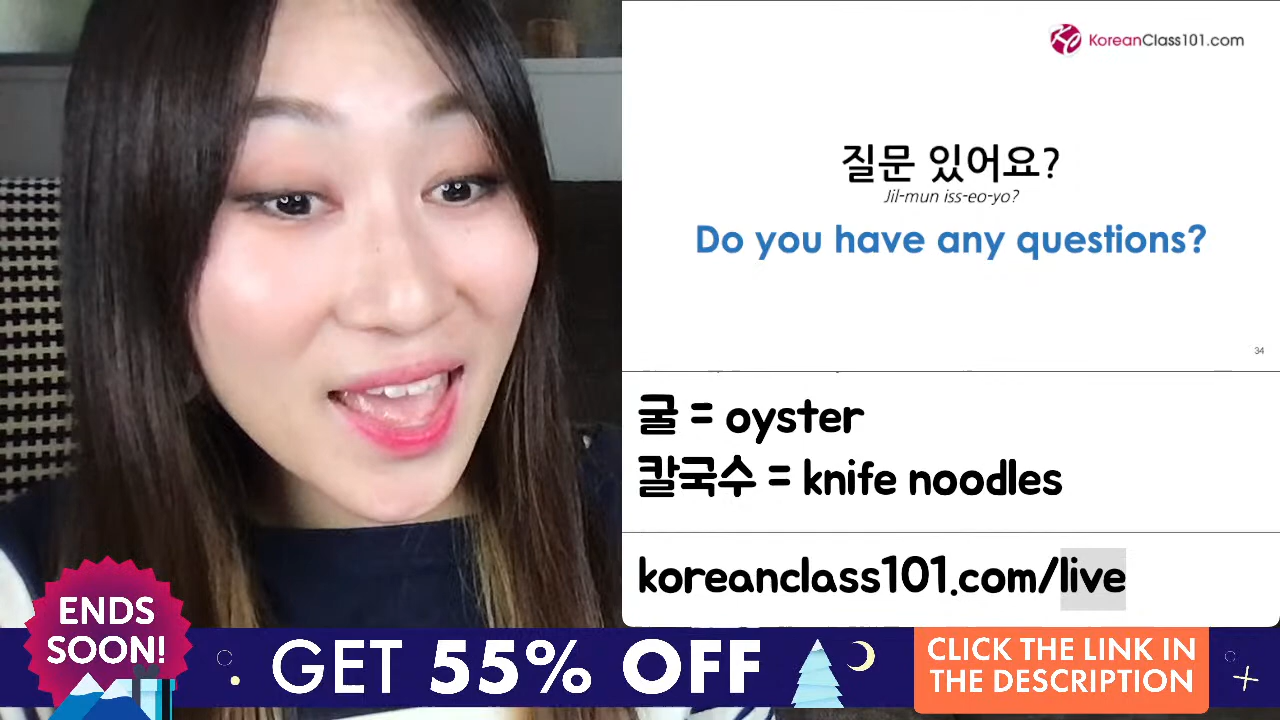 KoreanClass101.com
질문 있어요?
Jil-mun iss-eo-yo?
Do you have any questions?
34
굴 = oyster
칼국수 = knife noodles
koreanclass101.com/live
ENDS
SOON!
GET 55% OFF
CLICK THE LINK IN
THE DESCRIPTION